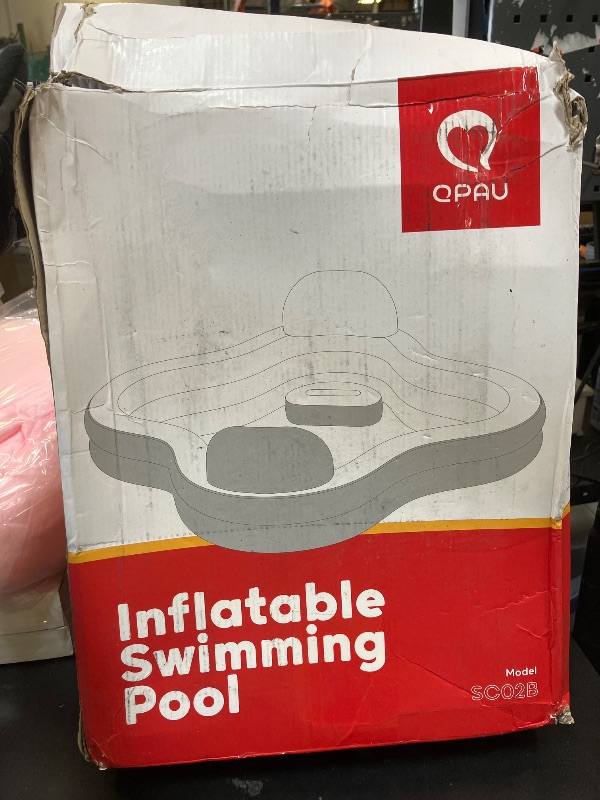 QPAU
Inflatable
Swimming
Pool
Model
SC02B